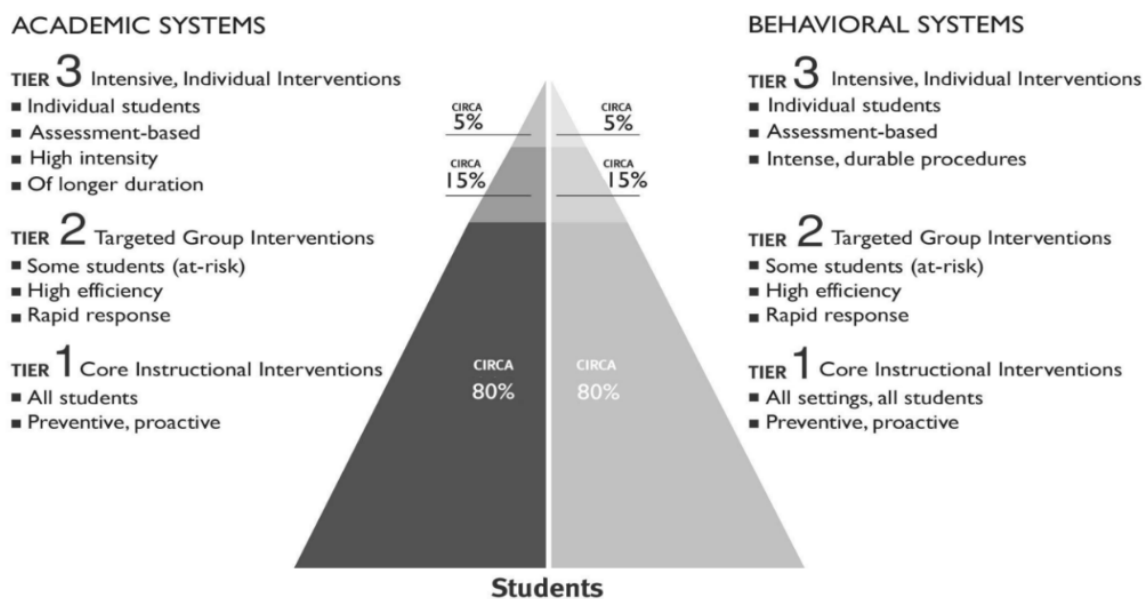 ACADEMIC SYSTEMS
TIER 3 Intensive, Individual Interventions
■ Individual students
■ Assessment-based
■ High intensity
■ Of longer duration
TIER 2 Targeted Group Interventions
■ Some students (at-risk)
■ High efficiency
■ Rapid response
TIER 1 Core Instructional Interventions
■ All students
■ Preventive, proactive
CIRCA
5%
CIRCA
15%
CIRCA
80%
CIRCA
5%
CIRCA
15%
CIRCA
80%
Students
BEHAVIORAL SYSTEMS
TIER 3 Intensive, Individual Interventions
■ Individual students
■ Assessment-based
■ Intense, durable procedures
TIER 2 Targeted Group Interventions
■ Some students (at-risk)
■ High efficiency
■ Rapid response
TIER 1 Core Instructional Interventions
■ All settings, all students
■ Preventive, proactive